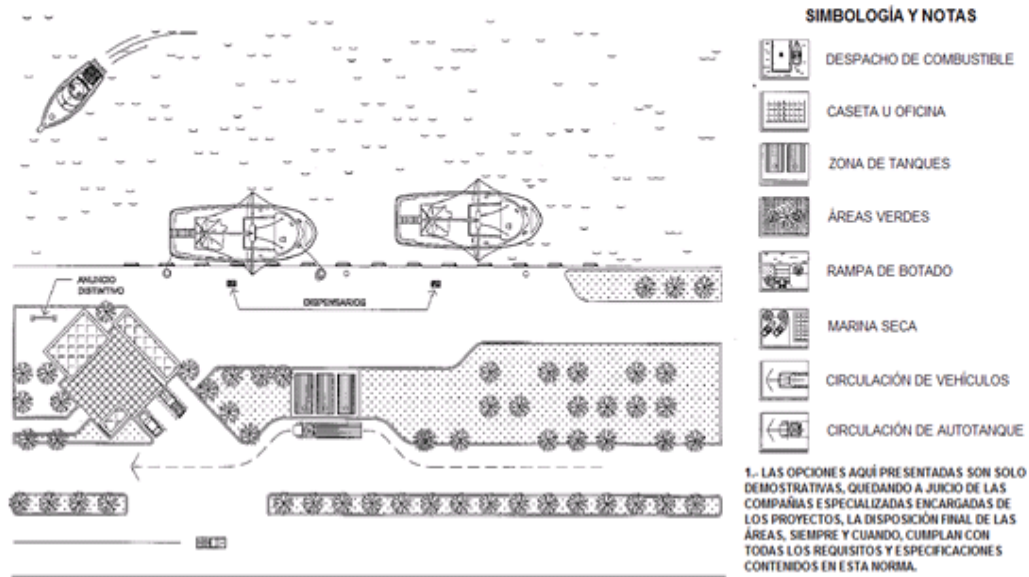 SIMBOLOGÍA Y NOTAS
DESPACHO DE COMBUSTIBLE
CASETA U OFICINA
ZONA DE TANQUES
ÁREAS VERDES
RAMPA DE BOTADO
MARINA SECA
CIRCULACIÓN DE VEHÍCULOS
CIRCULACIÓN DE AUTOTANQUE
1.- LAS OPCIONES AQUÍ PRESENTADAS SON SOLO
DEMOSTRATIVAS, QUEDANDO A JUICIO DE LAS
COMPAÑIAS ESPECIALIZADAS ENCARGADAS DE
LOS PROYECTOS, LA DISPOSICIÓN FINAL DE LAS
ÁREAS, SIEMPRE Y CUANDO, CUMPLAN CON
TODAS LOS REQUISITOS Y ESPECIFICACIONES
CONTENIDOS EN ESTA NORMA.
ANUNCIO
DISTINTIVO
DISPENSARIOS